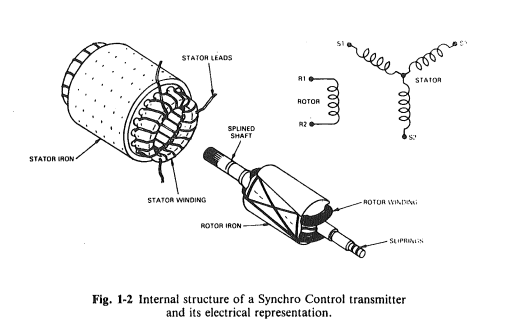 STATOR LEADS
S1
STATOR
R1
ROTOR
R2
S2
SPLINED
SHAFT
STATOR IRON
STATOR WINDING
ROTOR WINDING
ROTOR IRON
SLIPRINGS
Fig. 1-2 Internal structure of a Synchro Control transmitter
and its electrical representation.